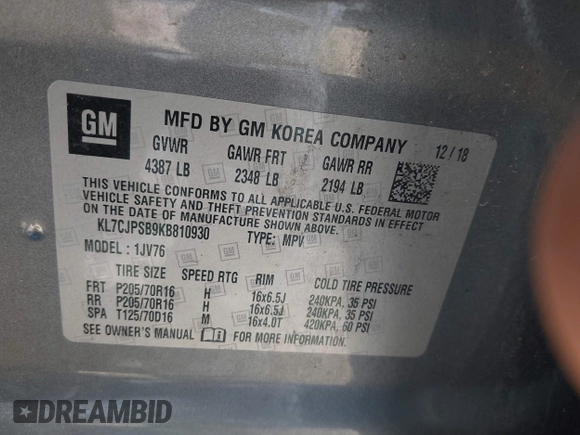 GM
MFD BY GM KOREA COMPANY
12/18
GVWR GAWR FRT GAWR RR
4387 LB 2348 LB 2194 LB
THIS VEHICLE CONFORMS TO ALL APPLICABLE U.S. FEDERAL MOTOR
VEHICLE SAFETY AND THEFT PREVENTION STANDARDS IN EFFECT ON
THE DATE OF MANUFACTURE SHOWN ABOVE.
KL7CJPSB9KB810930 TYPE: MPV
MODEL: 1JV76
TIRE SIZE SPEED RTG RIM COLD TIRE PRESSURE
FRT P205/70R16 H 16x6.5J 240KPA, 35 PSI
RR P205/70R16 H 16x6.5J 240KPA, 35 PSI
SPA T125/70D16 M 16x4.0T 420KPA, 60 PSI
SEE OWNER'S MANUAL FOR MORE INFORMATION.
DREAMBID